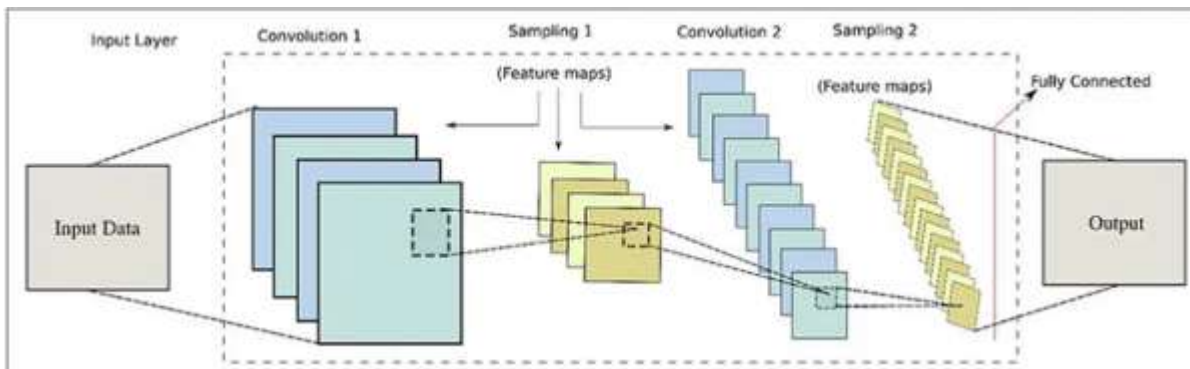 Input Layer
Convolution 1
Sampling 1
Convolution 2
Sampling 2
(Feature maps)
(Feature maps)
Fully Connected
Input Data
Output